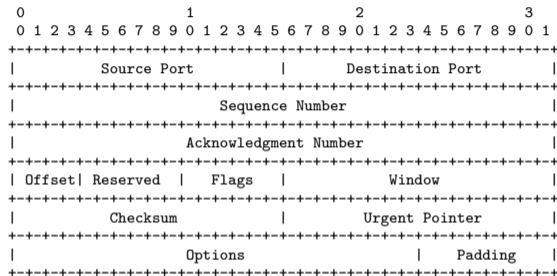 0                   1                   2                   3
 0 1 2 3 4 5 6 7 8 9 0 1 2 3 4 5 6 7 8 9 0 1 2 3 4 5 6 7 8 9 0 1
+-+-+-+-+-+-+-+-+-+-+-+-+-+-+-+-+-+-+-+-+-+-+-+-+-+-+-+-+-+-+-+-+
|          Source Port          |       Destination Port        |
+-+-+-+-+-+-+-+-+-+-+-+-+-+-+-+-+-+-+-+-+-+-+-+-+-+-+-+-+-+-+-+-+
|                        Sequence Number                        |
+-+-+-+-+-+-+-+-+-+-+-+-+-+-+-+-+-+-+-+-+-+-+-+-+-+-+-+-+-+-+-+-+
|                    Acknowledgment Number                      |
+-+-+-+-+-+-+-+-+-+-+-+-+-+-+-+-+-+-+-+-+-+-+-+-+-+-+-+-+-+-+-+-+
| Offset| Reserved  |   Flags   |            Window             |
+-+-+-+-+-+-+-+-+-+-+-+-+-+-+-+-+-+-+-+-+-+-+-+-+-+-+-+-+-+-+-+-+
|           Checksum            |         Urgent Pointer        |
+-+-+-+-+-+-+-+-+-+-+-+-+-+-+-+-+-+-+-+-+-+-+-+-+-+-+-+-+-+-+-+-+
|                    Options                    |    Padding    |
+-+-+-+-+-+-+-+-+-+-+-+-+-+-+-+-+-+-+-+-+-+-+-+-+-+-+-+-+-+-+-+-+